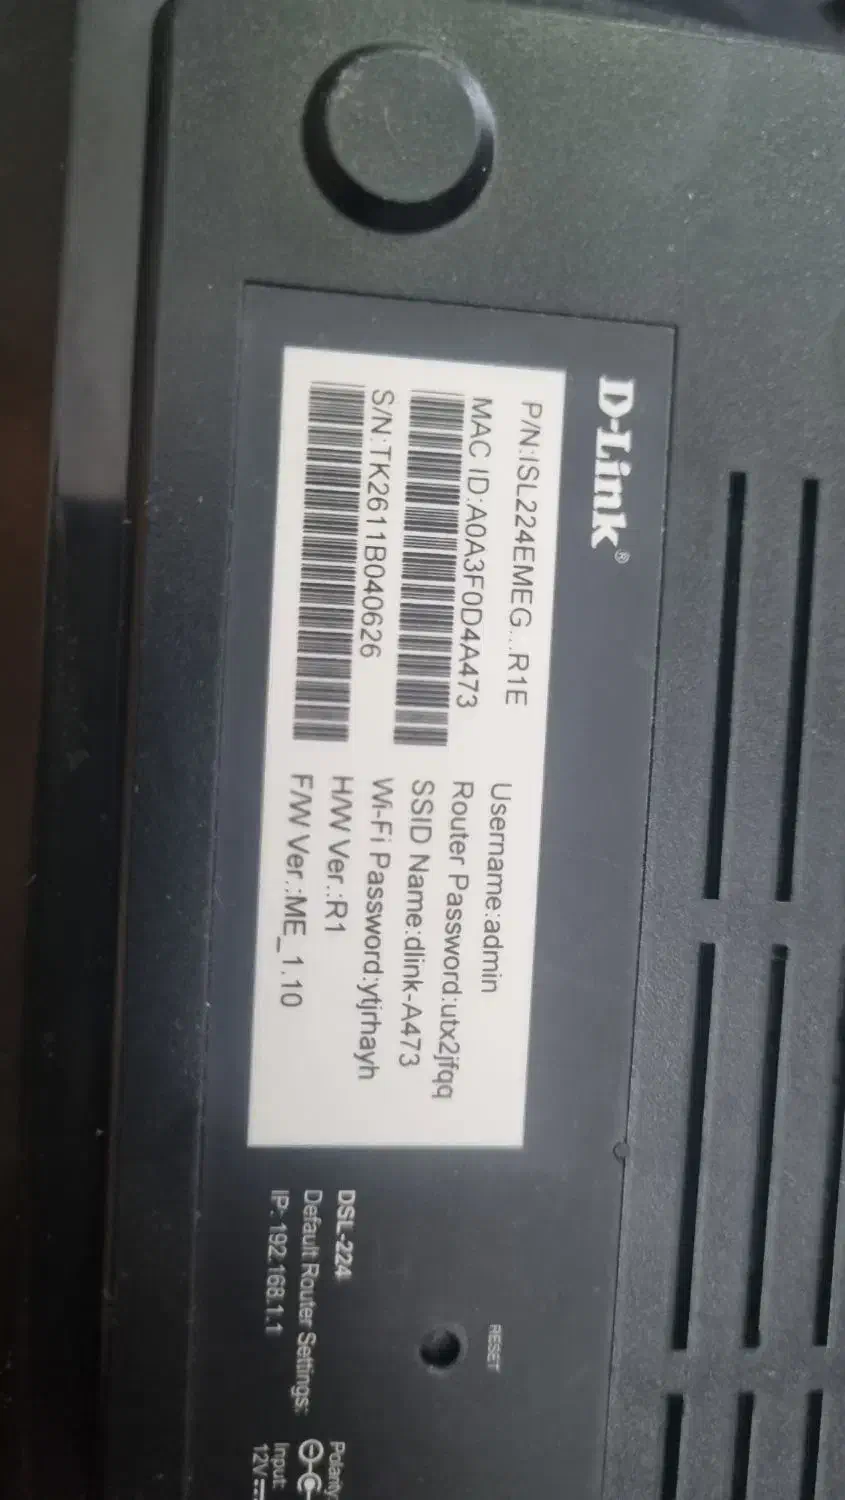 D-Link®
P/N:ISL224EMEG...R1E
MAC ID:A0A3F0D4A473
S/N:TK2611B040626
Username:admin
Router Password:utx2jfqq
SSID Name:dlink-A473
Wi-Fi Password:ytjrhayh
H/W Ver.:R1
F/W Ver.:ME_1.10
RESET
DSL-224
Default Router Settings:
IP: 192.168.1.1
Polarity:
Input:
12V